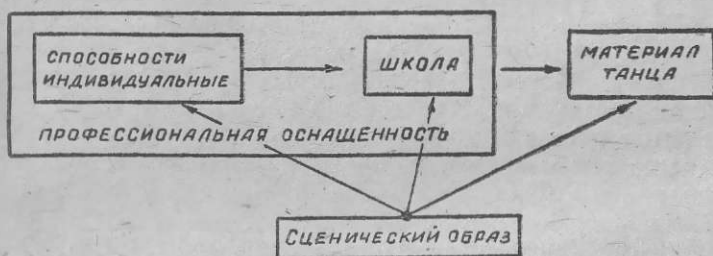 СПОСОБНОСТИ
ИНДИВИДУАЛЬНЫЕ
ШКОЛА
МАТЕРИАЛ
ТАНЦА
ПРОФЕССИОНАЛЬНАЯ ОСНАЩЕННОСТЬ
СЦЕНИЧЕСКИЙ ОБРАЗ